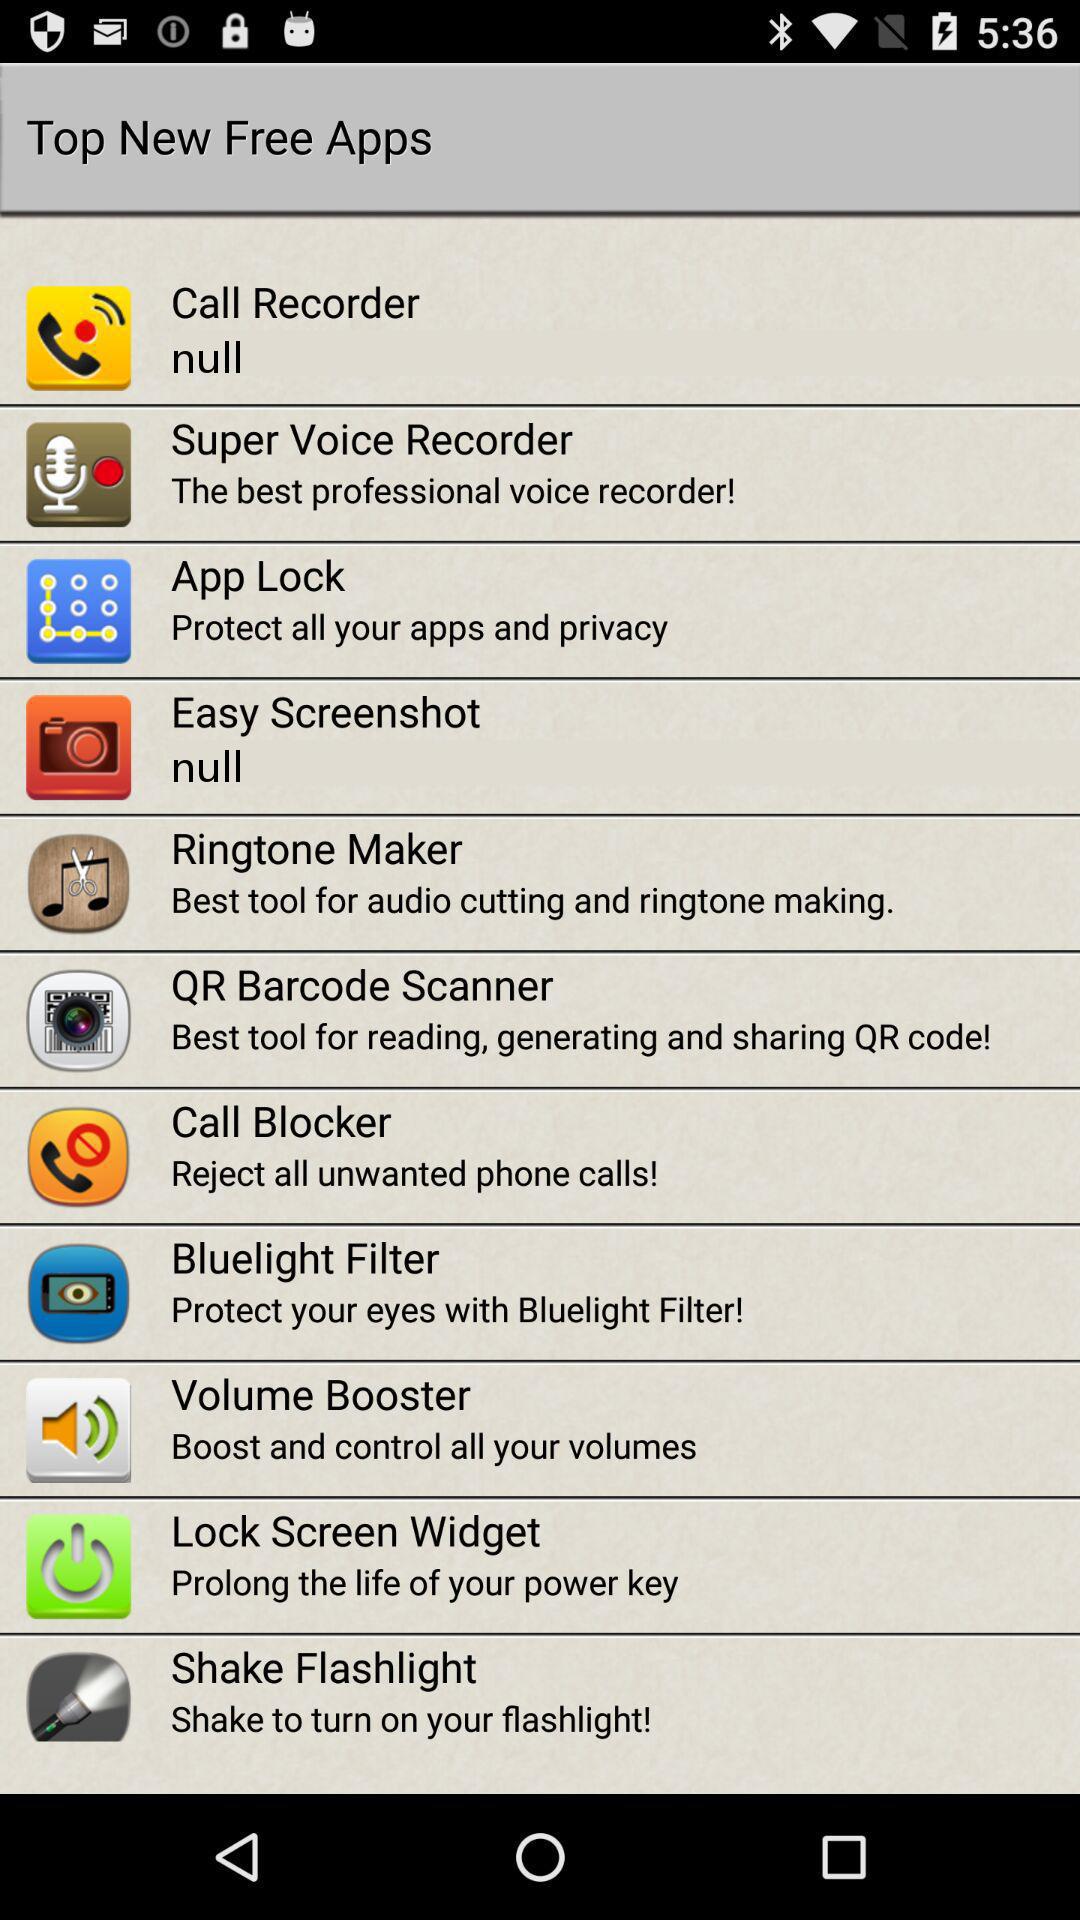 5:36
Top New Free Apps
Call Recorder
null
Super Voice Recorder
The best professional voice recorder!
App Lock
Protect all your apps and privacy
Easy Screenshot
null
Ringtone Maker
Best tool for audio cutting and ringtone making.
QR Barcode Scanner
Best tool for reading, generating and sharing QR code!
Call Blocker
Reject all unwanted phone calls!
Bluelight Filter
Protect your eyes with Bluelight Filter!
Volume Booster
Boost and control all your volumes
Lock Screen Widget
Prolong the life of your power key
Shake Flashlight
Shake to turn on your flashlight!